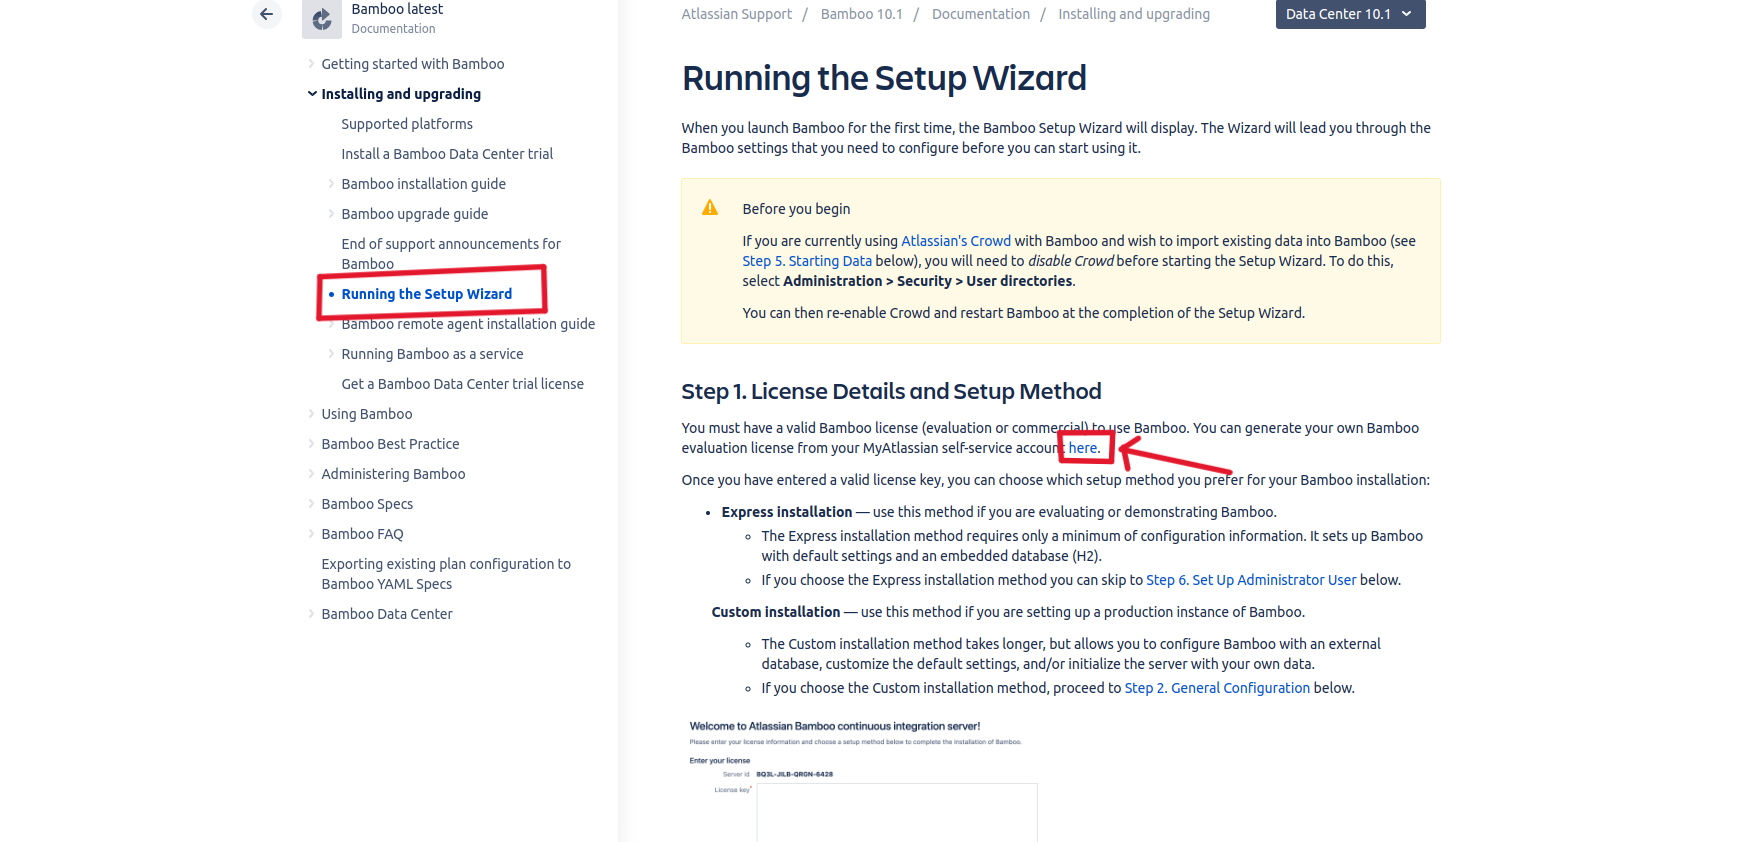 Bamboo latest
Documentation
Getting started with Bamboo
Installing and upgrading
Supported platforms
Install a Bamboo Data Center trial
Bamboo installation guide
Bamboo upgrade guide
End of support announcements for
Bamboo
Running the Setup Wizard
Bamboo remote agent installation guide
Running Bamboo as a service
Get a Bamboo Data Center trial license
Using Bamboo
Bamboo Best Practice
Administering Bamboo
Bamboo Specs
Bamboo FAQ
Exporting existing plan configuration to
Bamboo YAML Specs
Bamboo Data Center
Atlassian Support / Bamboo 10.1 / Documentation / Installing and upgrading
Data Center 10.1
Running the Setup Wizard
When you launch Bamboo for the first time, the Bamboo Setup Wizard will display. The Wizard will lead you through the
Bamboo settings that you need to configure before you can start using it.
Before you begin
If you are currently using Atlassian's Crowd with Bamboo and wish to import existing data into Bamboo (see
Step 5. Starting Data below), you will need to disable Crowd before starting the Setup Wizard. To do this,
select Administration > Security > User directories.
You can then re-enable Crowd and restart Bamboo at the completion of the Setup Wizard.
Step 1. License Details and Setup Method
You must have a valid Bamboo license (evaluation or commercial) to use Bamboo. You can generate your own Bamboo
evaluation license from your MyAtlassian self-service account here.
Once you have entered a valid license key, you can choose which setup method you prefer for your Bamboo installation:
• Express installation — use this method if you are evaluating or demonstrating Bamboo.
◦ The Express installation method requires only a minimum of configuration information. It sets up Bamboo
with default settings and an embedded database (H2).
◦ If you choose the Express installation method you can skip to Step 6. Set Up Administrator User below.
Custom installation — use this method if you are setting up a production instance of Bamboo.
◦ The Custom installation method takes longer, but allows you to configure Bamboo with an external
database, customize the default settings, and/or initialize the server with your own data.
◦ If you choose the Custom installation method, proceed to Step 2. General Configuration below.
Welcome to Atlassian Bamboo continuous integration server!
Please enter your license information and choose a setup method below to complete the installation of Bamboo.
Enter your license
Server id BQ3L-JILB-QRGN-6428
License key*